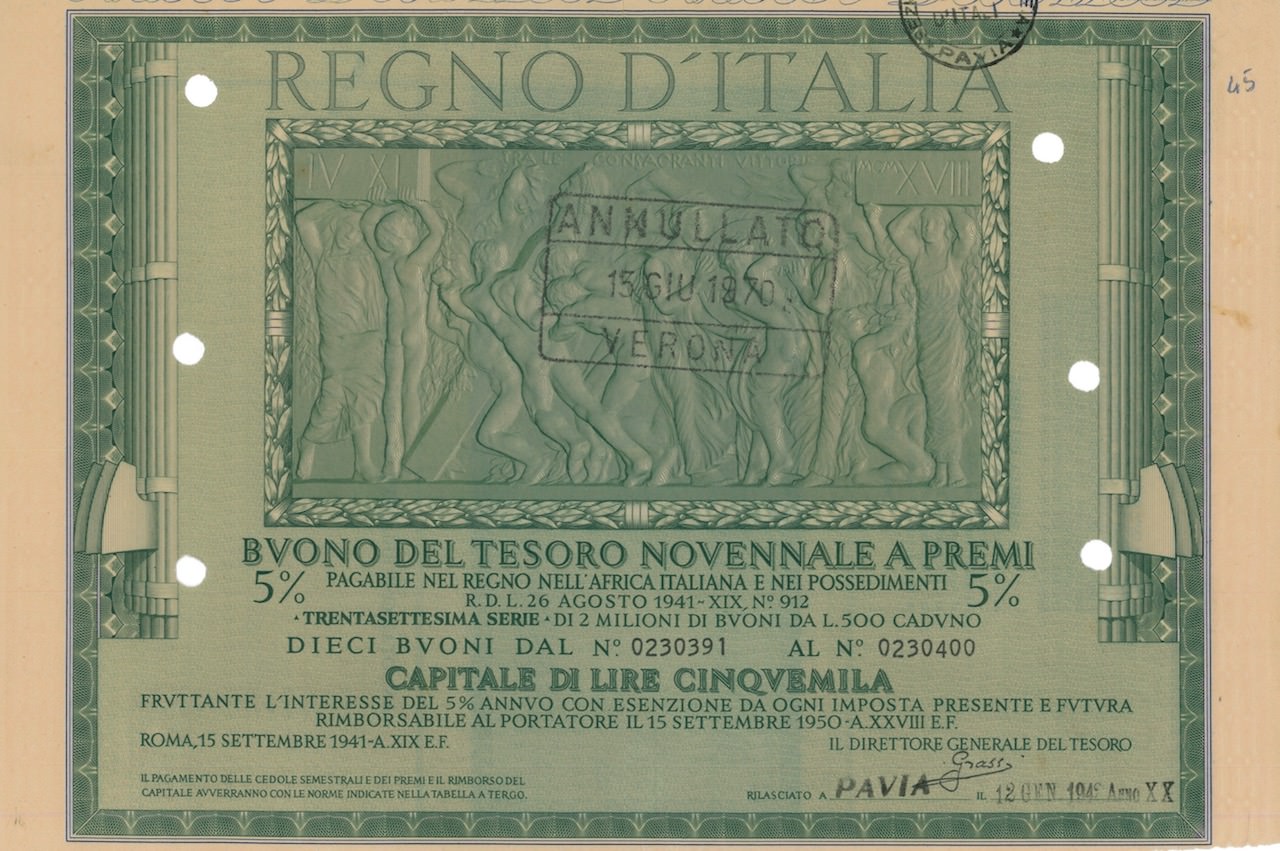 D'ITALI
PAVIA
REGNO D'ITALIA
45
IV XI TRA LE CONSACRANTI VITTORIE MCM XVIII
ANNULLATO
15 GIU 1970.
VERONA
BVONO DEL TESORO NOVENNALE A PREMI
5% PAGABILE NEL REGNO NELL'AFRICA ITALIANA E NEI POSSEDIMENTI 5%
R.D.L. 26 AGOSTO 1941-XIX, Nº 912
· TRENTASETTESIMA SERIE · DI 2 MILIONI DI BVONI DA L.500 CADVNO
DIECI BVONI DAL Nº 0230391 AL Nº 0230400
CAPITALE DI LIRE CINQVEMILA
FRVTTANTE L'INTERESSE DEL 5% ANNVO CON ESENZIONE DA OGNI IMPOSTA PRESENTE E FVTVRA
RIMBORSABILE AL PORTATORE IL 15 SETTEMBRE 1950-A.XXVIII E.F.
ROMA, 15 SETTEMBRE 1941-A.XIX E.F.
IL DIRETTORE GENERALE DEL TESORO
Grassi
IL PAGAMENTO DELLE CEDOLE SEMESTRALI E DEI PREMI E IL RIMBORSO DEL
CAPITALE AVVERRANNO CON LE NORME INDICATE NELLA TABELLA A TERGO.
RILASCIATO A PAVIA IL 12 GEN 1942 ANNO XX